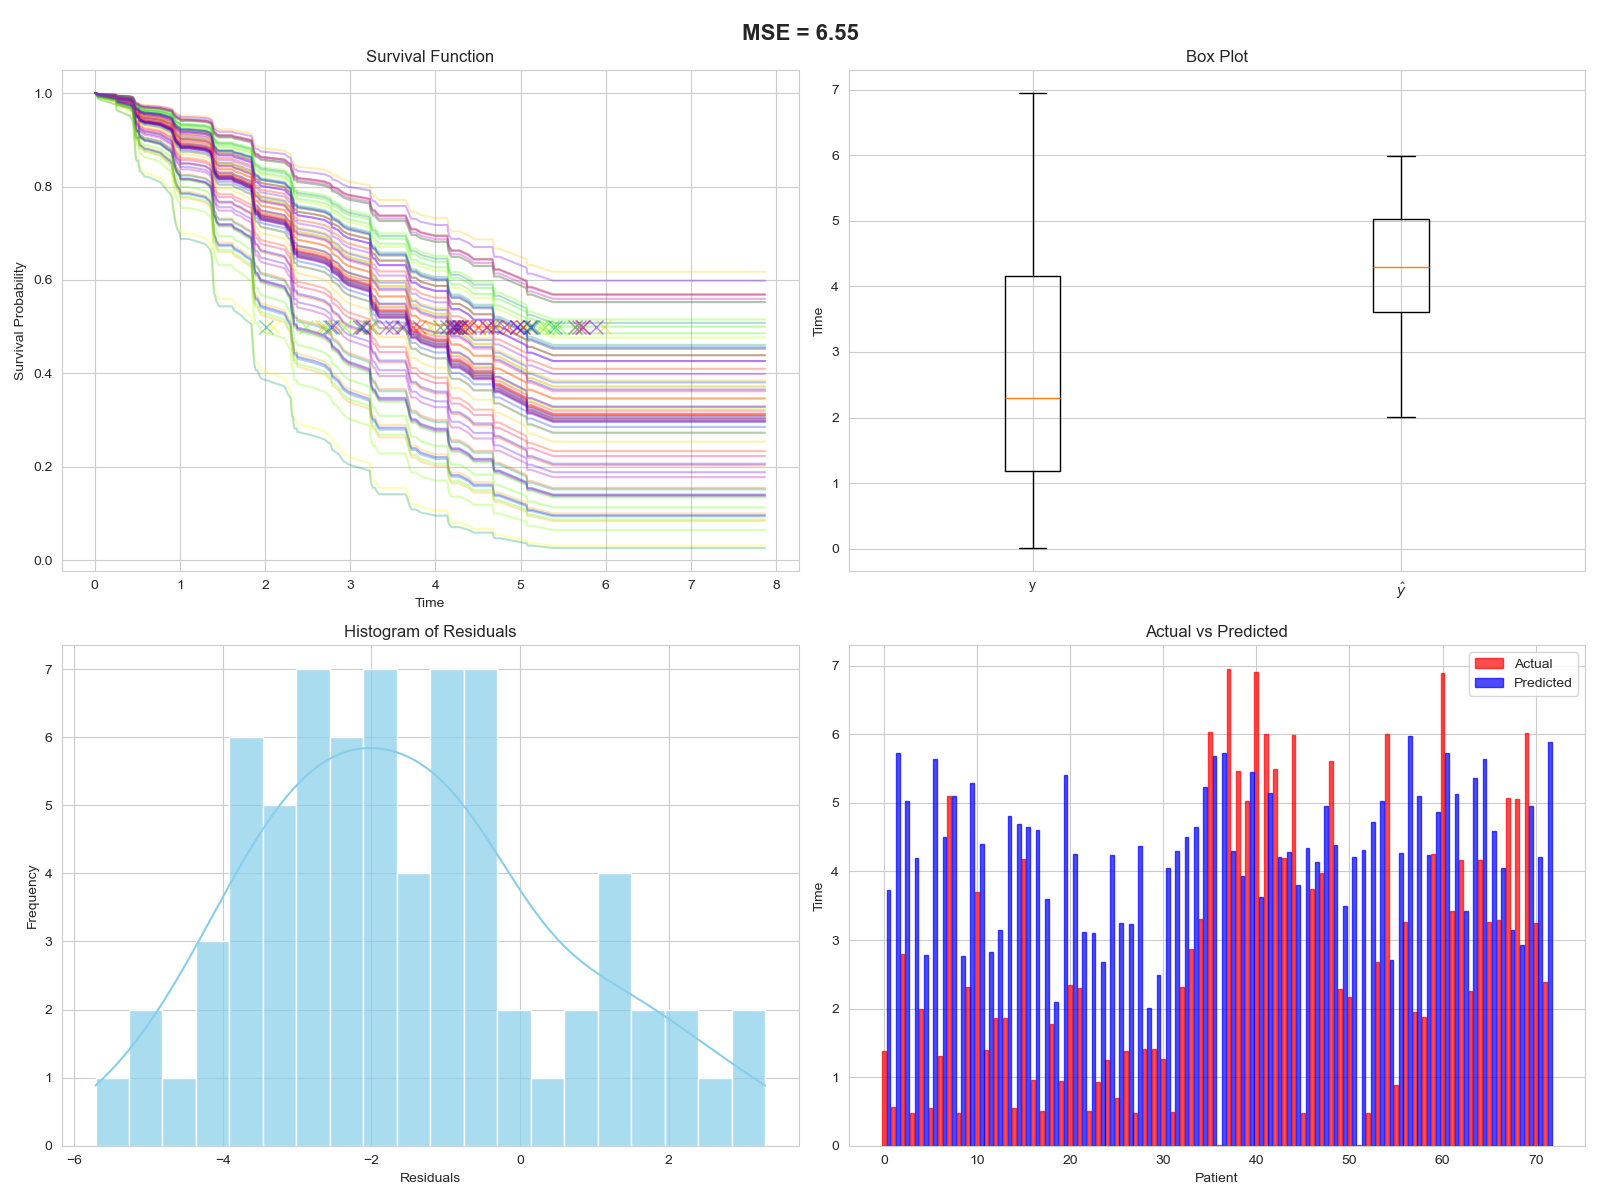 MSE = 6.55
Survival Function
Survival Probability
1.0
0.8
0.6
0.4
0.2
0.0
0 1 2 3 4 5 6 7 8
Time
Box Plot
Time
7
6
5
4
3
2
1
0
y ŷ
Histogram of Residuals
Frequency
7
6
5
4
3
2
1
0
−6 −4 −2 0 2
Residuals
Actual vs Predicted
Actual
Predicted
Time
7
6
5
4
3
2
1
0
0 10 20 30 40 50 60 70
Patient